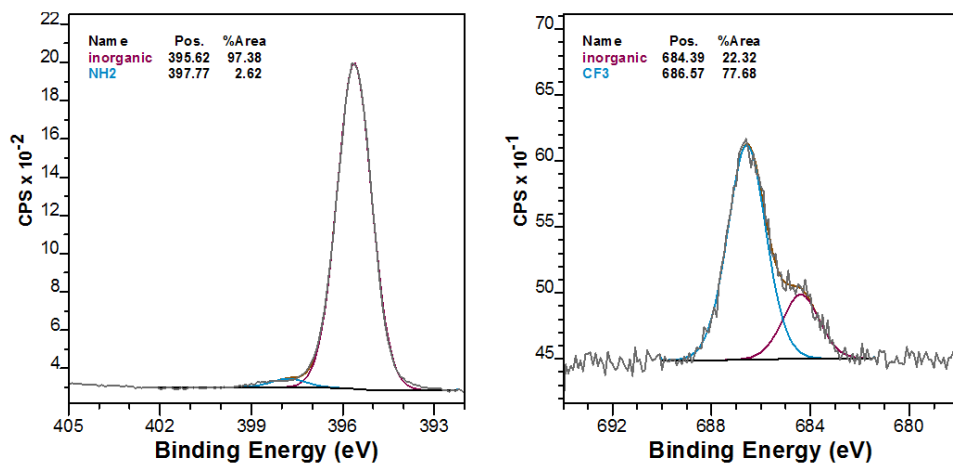 Name Pos. %Area
inorganic 395.62 97.38
NH2 397.77 2.62
CPS x 10-2
22
20
18
16
14
12
10
8
6
4
405 402 399 396 393
Binding Energy (eV)
Name Pos. %Area
inorganic 684.39 22.32
CF3 686.57 77.68
CPS x 10-1
70
65
60
55
50
45
692 688 684 680
Binding Energy (eV)